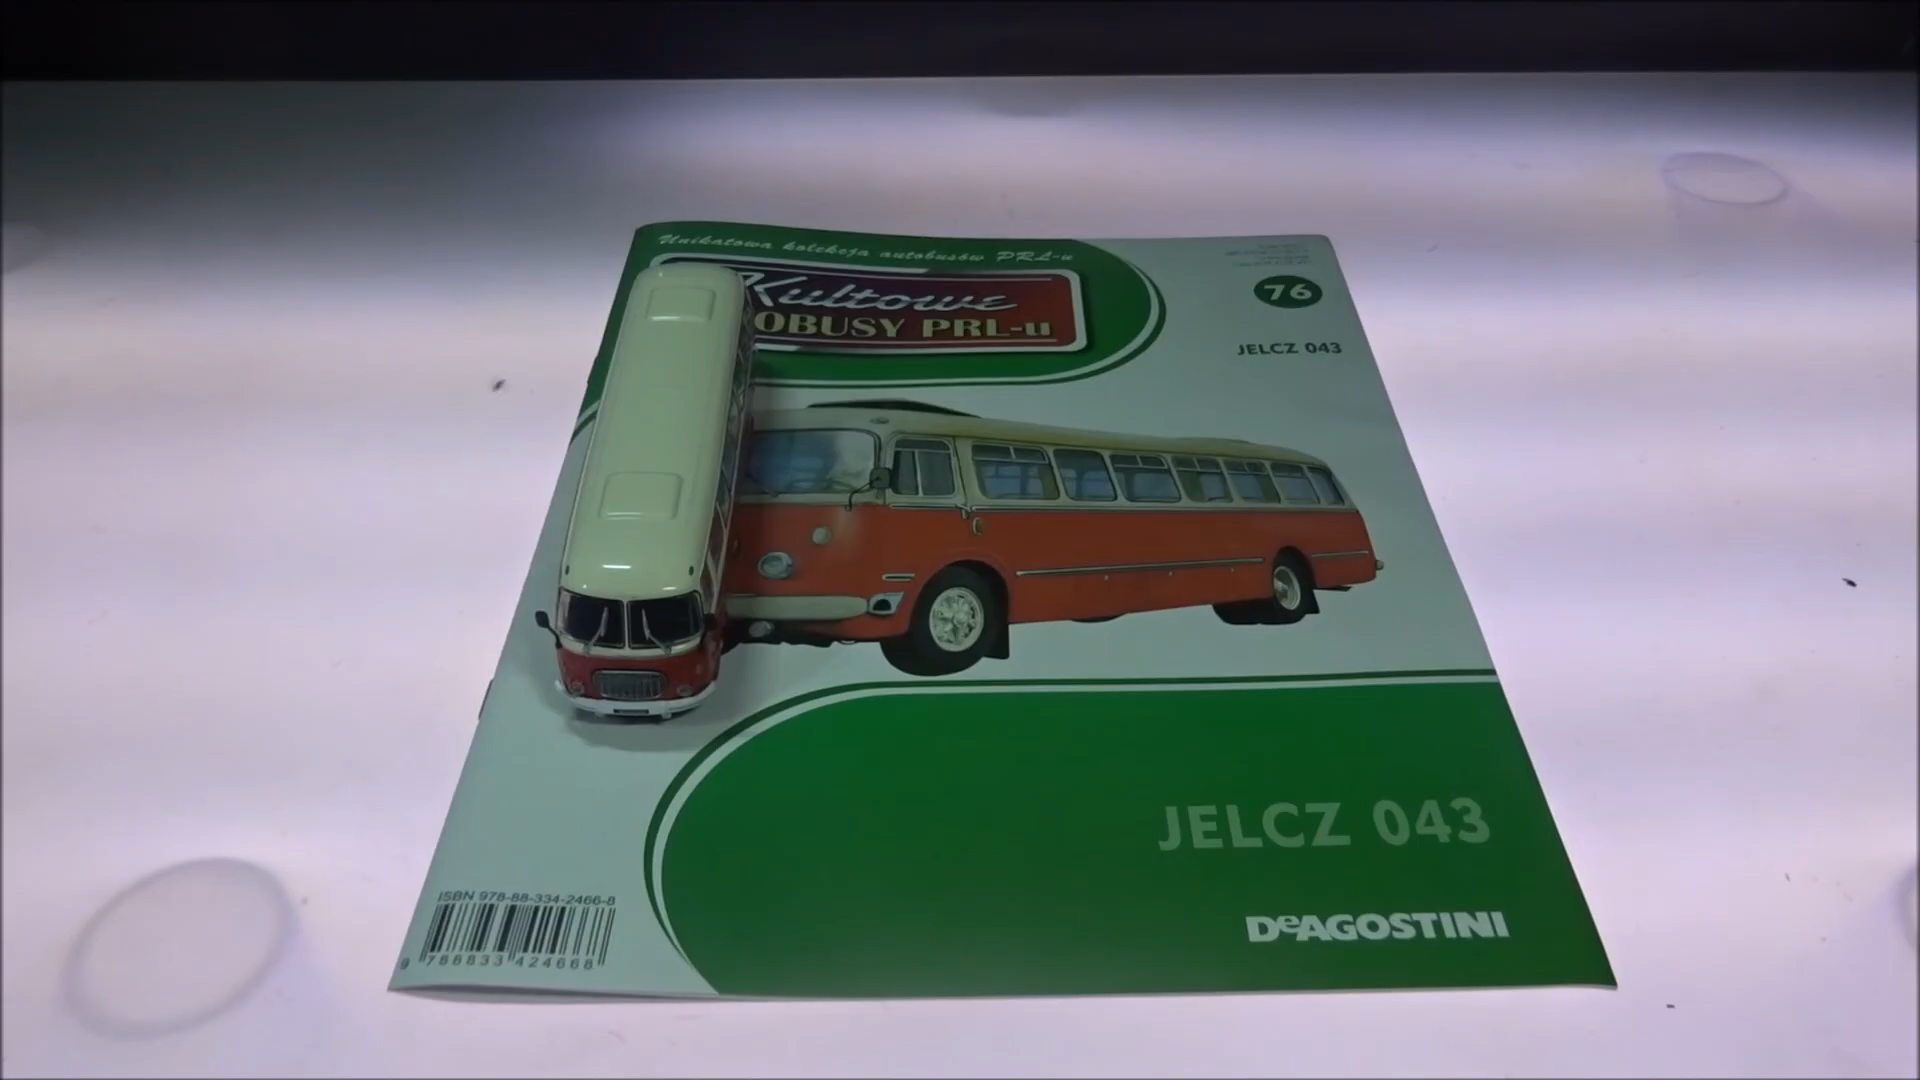 Unikatowa kolekcja autobusów PRL-u
Kultowe
OBUSY PRL-u
76
JELCZ 043
JELCZ 043
DeAGOSTINI
ISBN 978-88-334-2466-8
9 788833 424668